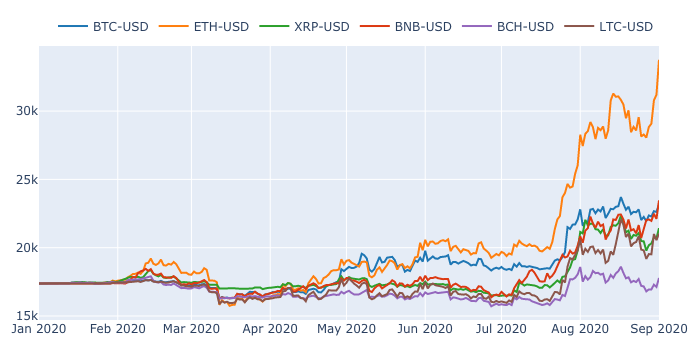 BTC-USD ETH-USD XRP-USD BNB-USD BCH-USD LTC-USD
30k
25k
20k
15k
Jan 2020 Feb 2020 Mar 2020 Apr 2020 May 2020 Jun 2020 Jul 2020 Aug 2020 Sep 2020